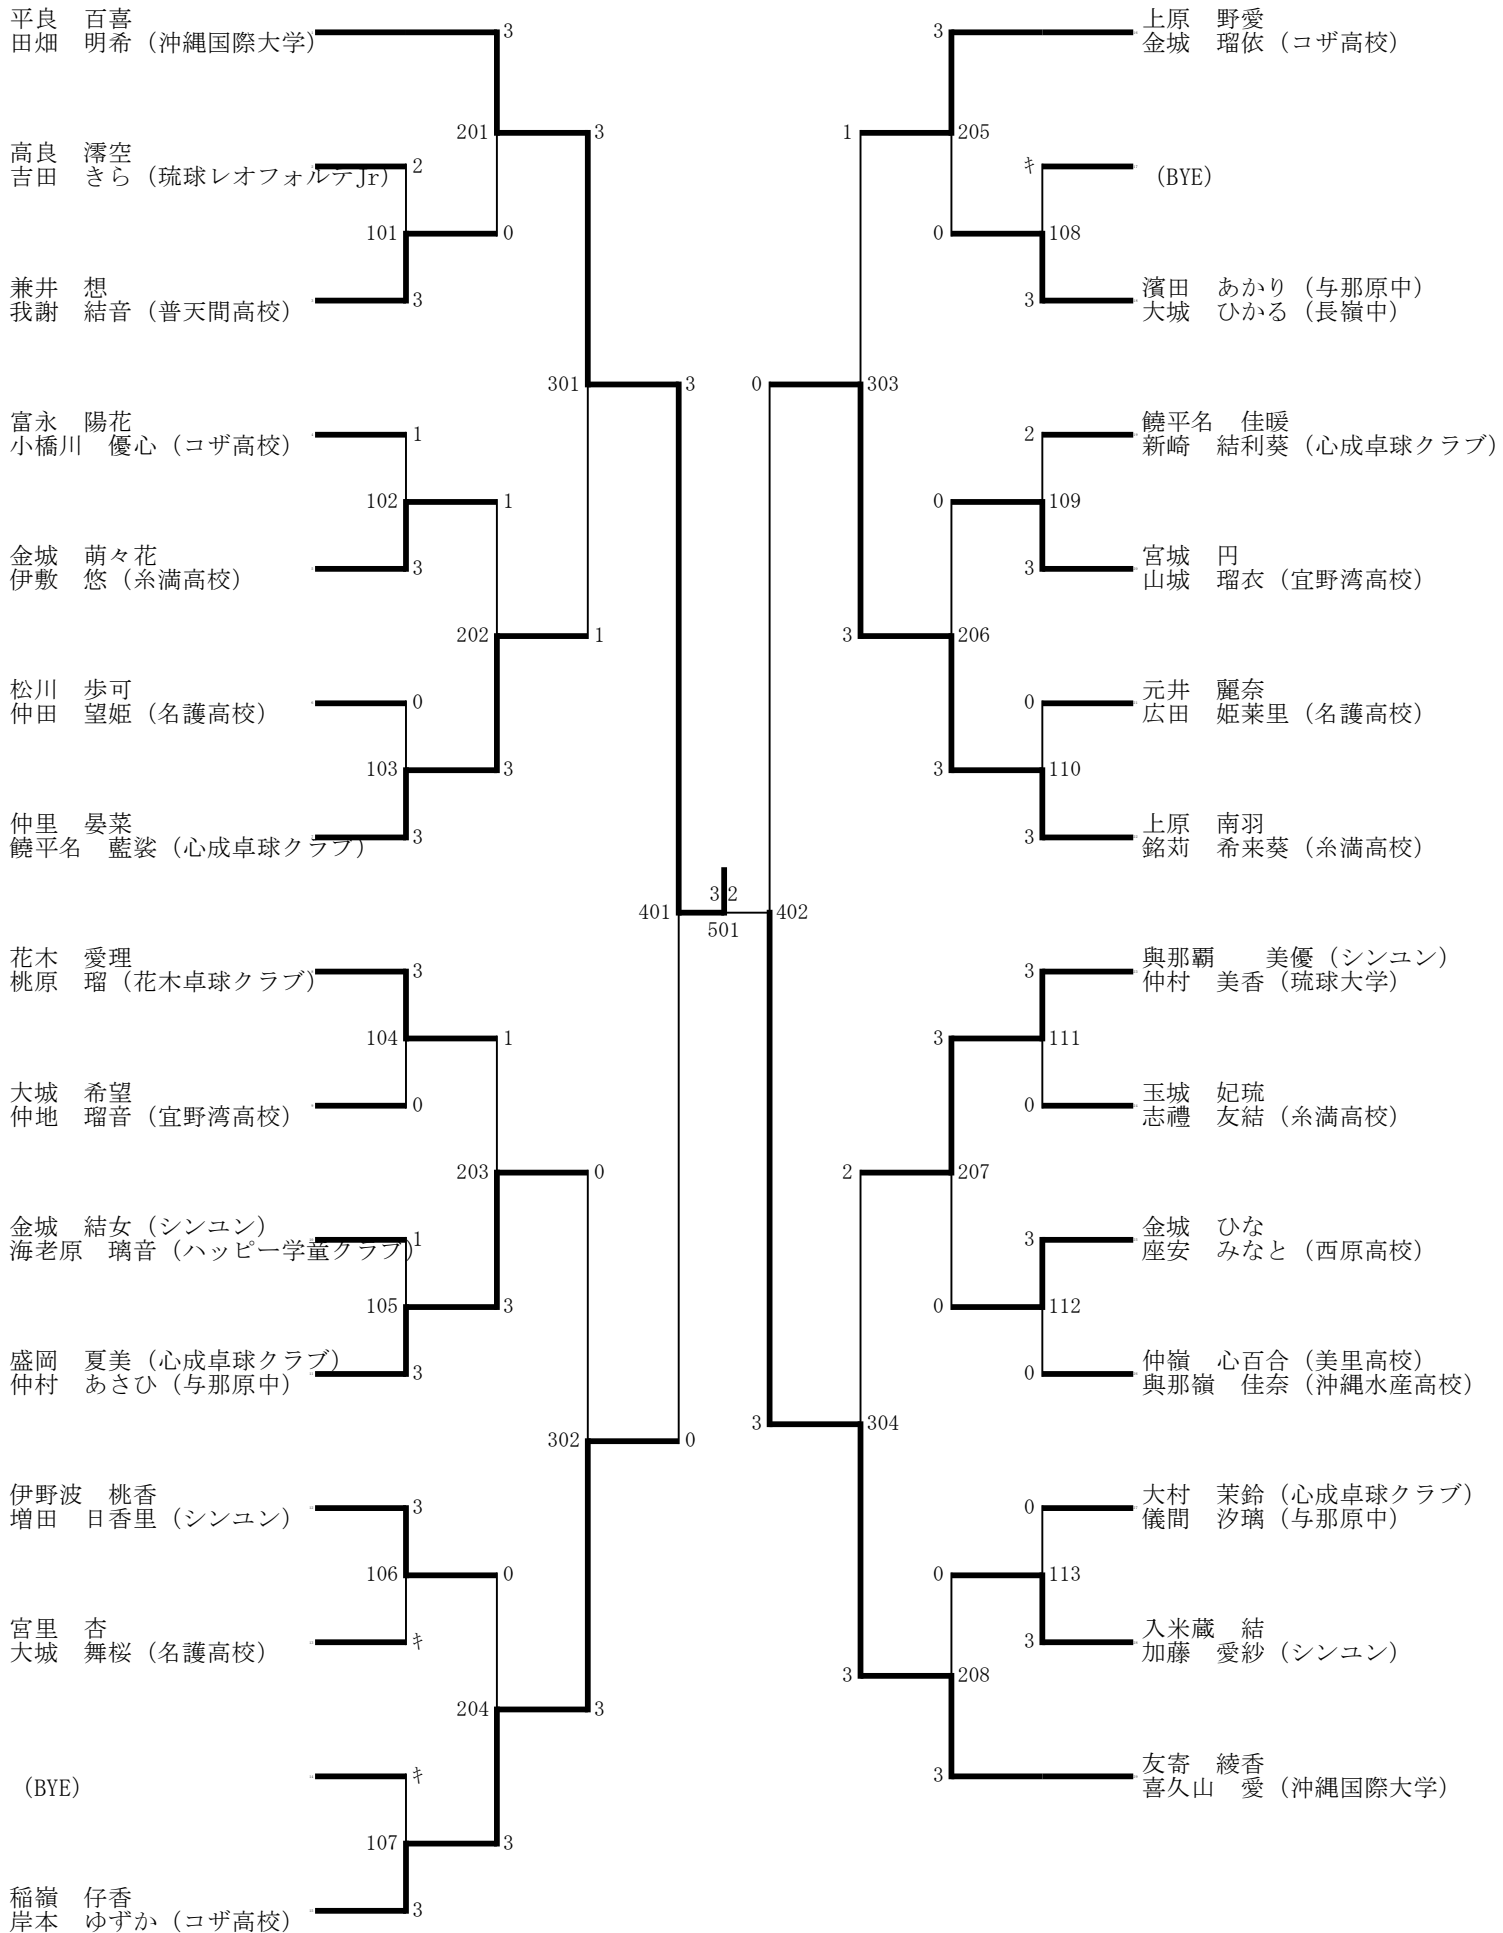 平良　百喜
田畑　明希（沖縄国際大学）
3
201
3
高良　澪空
吉田　きら（琉球レオフォルテJr）
2
101
0
兼井　想
我謝　結音（普天間高校）
3
301
3
富永　陽花
小橋川　優心（コザ高校）
1
102
1
金城　萌々花
伊敷　悠（糸満高校）
3
202
1
松川　歩可
仲田　望姫（名護高校）
0
103
3
仲里　晏菜
饒平名　藍裟（心成卓球クラブ）
3
401
3 2
501
402
花木　愛理
桃原　瑠（花木卓球クラブ）
3
104
1
大城　希望
仲地　瑠音（宜野湾高校）
0
203
0
金城　結女（シンユン）
海老原　璃音（ハッピー学童クラブ）
1
105
3
盛岡　夏美（心成卓球クラブ）
仲村　あさひ（与那原中）
3
302
0
伊野波　桃香
増田　日香里（シンユン）
3
106
0
宮里　杏
大城　舞桜（名護高校）
キ
204
3
（BYE）
キ
107
3
稲嶺　仔香
岸本　ゆずか（コザ高校）
3
上原　野愛
金城　瑠依（コザ高校）
3
1
205
キ
（BYE）
0
108
濱田　あかり（与那原中）
大城　ひかる（長嶺中）
3
0
303
饒平名　佳暖
新崎　結利葵（心成卓球クラブ）
2
0
109
宮城　円
山城　瑠衣（宜野湾高校）
3
3
206
元井　麗奈
広田　姫菜里（名護高校）
0
3
110
上原　南羽
銘苅　希来葵（糸満高校）
3
與那覇　　美優（シンユン）
仲村　美香（琉球大学）
3
3
111
玉城　妃琉
志禮　友結（糸満高校）
0
2
207
金城　ひな
座安　みなと（西原高校）
3
0
112
仲嶺　心百合（美里高校）
與那嶺　佳奈（沖縄水産高校）
0
3
304
大村　茉鈴（心成卓球クラブ）
儀間　汐璃（与那原中）
0
0
113
入米蔵　結
加藤　愛紗（シンユン）
3
3
208
友寄　綾香
喜久山　愛（沖縄国際大学）
3